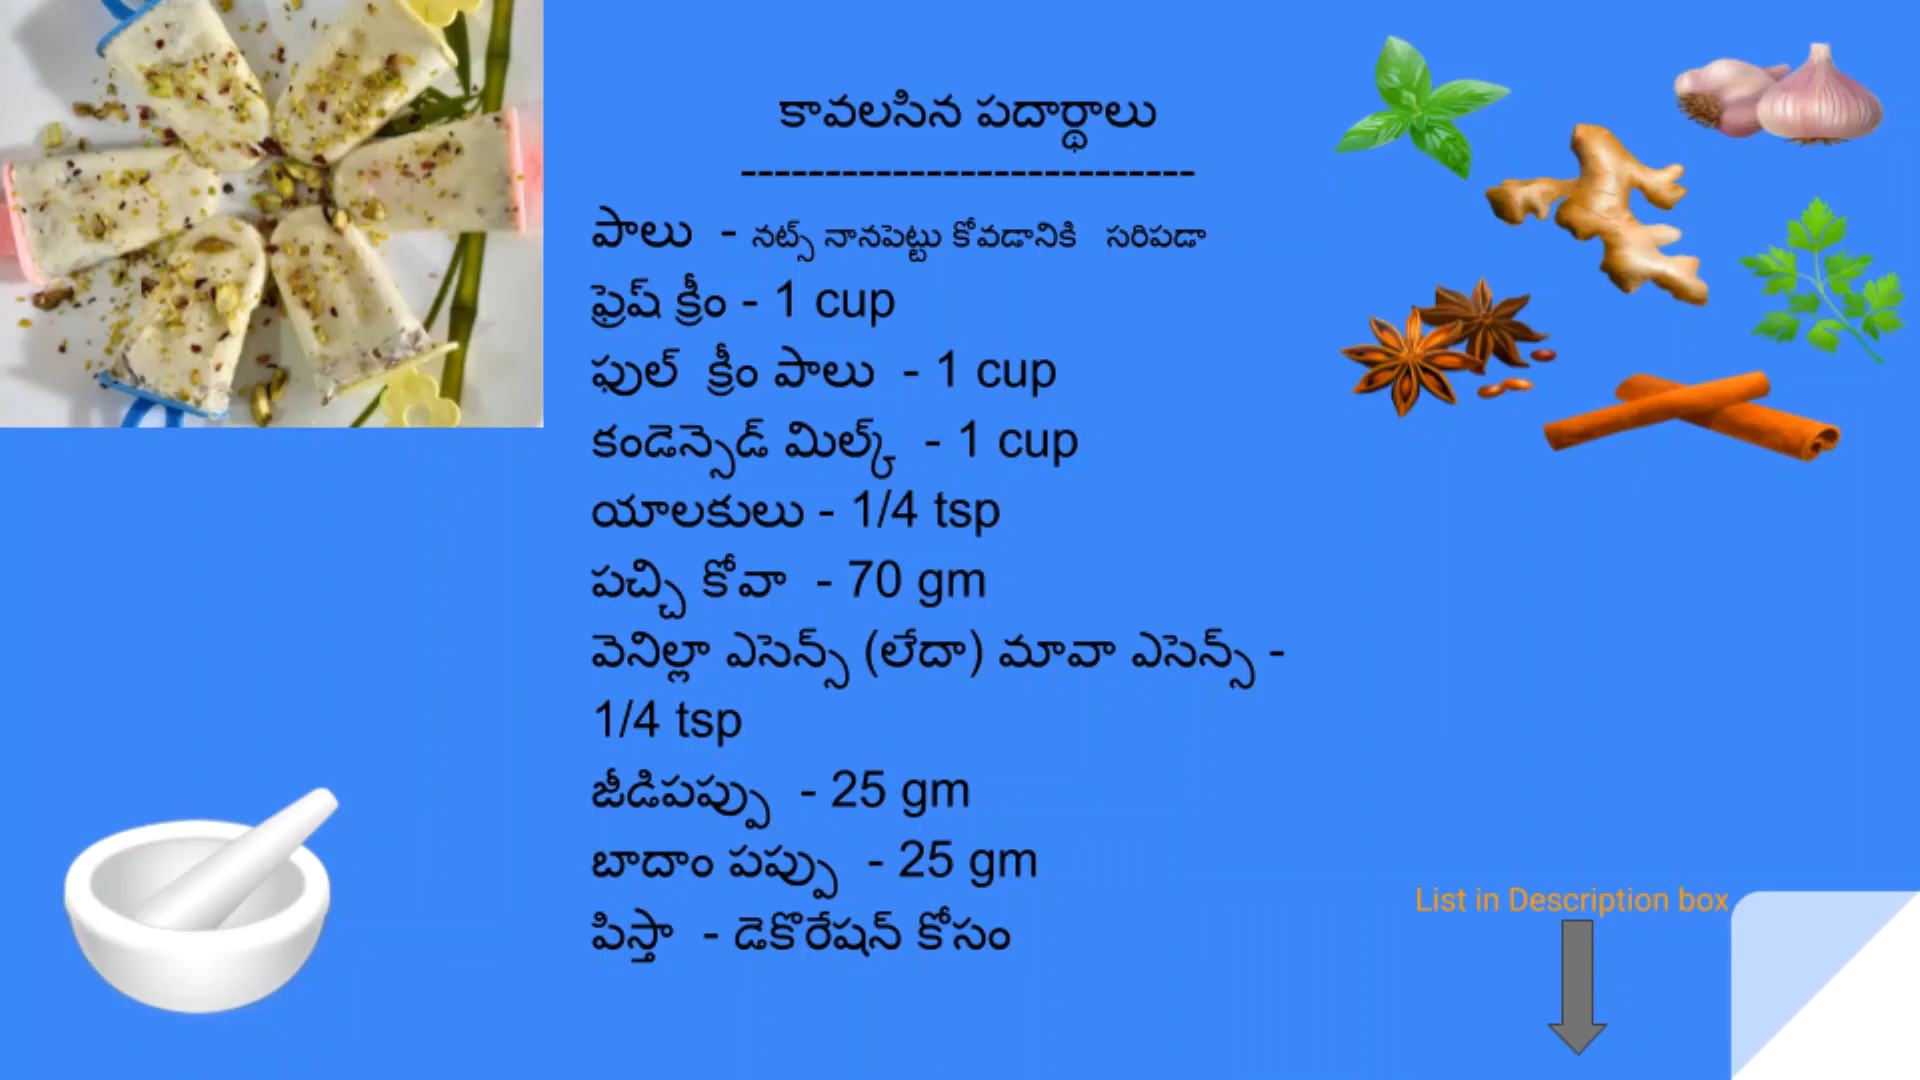 కావలసిన పదార్థాలు
---------------------------
పాలు - నట్స్ నానపెట్టు కోవడానికి సరిపడా
ఫ్రెష్ క్రీం - 1 cup
ఫుల్ క్రీం పాలు - 1 cup
కండెన్సెడ్ మిల్క్ - 1 cup
యాలకులు - 1/4 tsp
పచ్చి కోవా - 70 gm
వెనిల్లా ఎసెన్స్ (లేదా) మావా ఎసెన్స్ -
1/4 tsp
జీడిపప్పు - 25 gm
బాదాం పప్పు - 25 gm
పిస్తా - డెకొరేషన్ కోసం
List in Description box